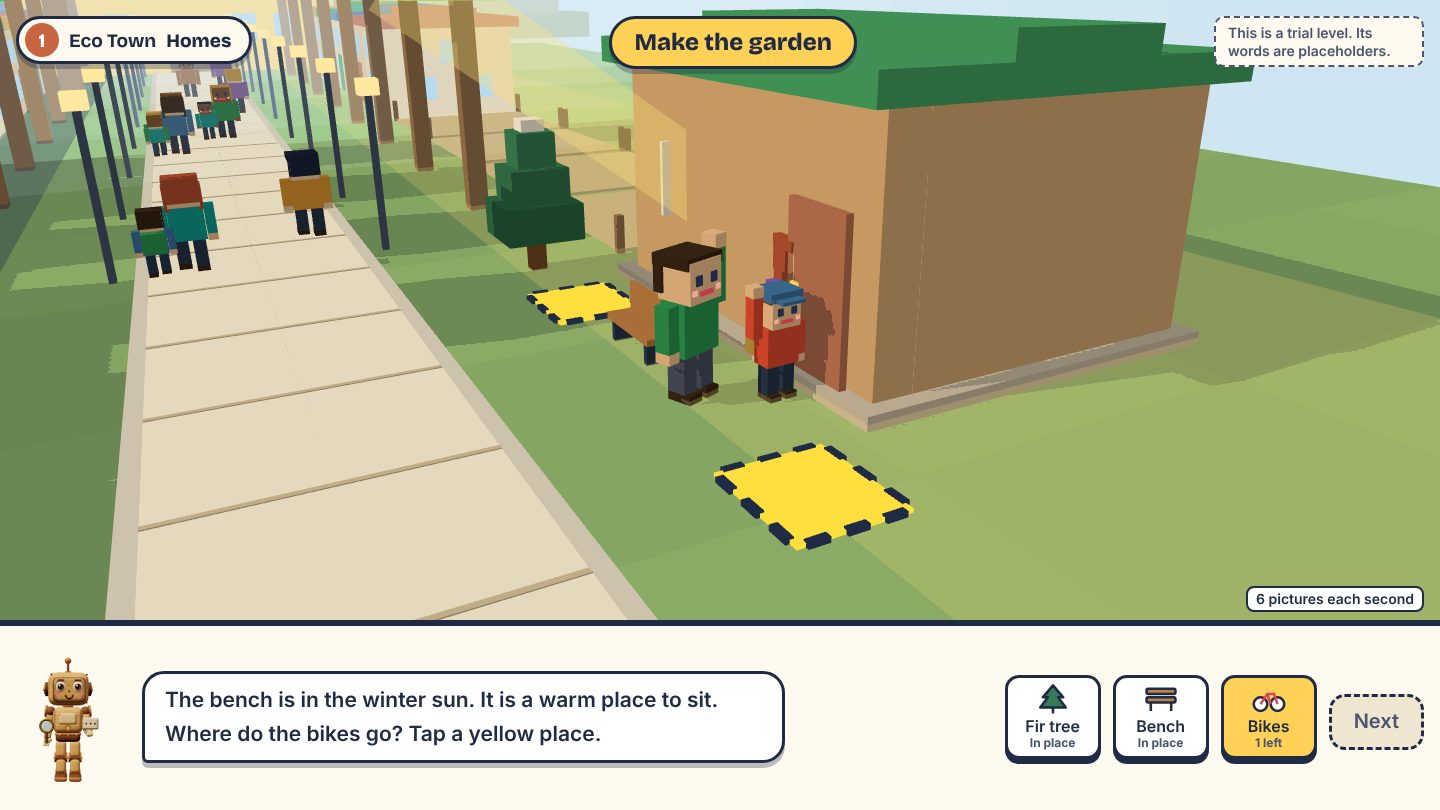 1 Eco Town Homes
Make the garden
This is a trial level. Its
words are placeholders.
6 pictures each second
The bench is in the winter sun. It is a warm place to sit.
Where do the bikes go? Tap a yellow place.
Fir tree
In place
Bench
In place
Bikes
1 left
Next